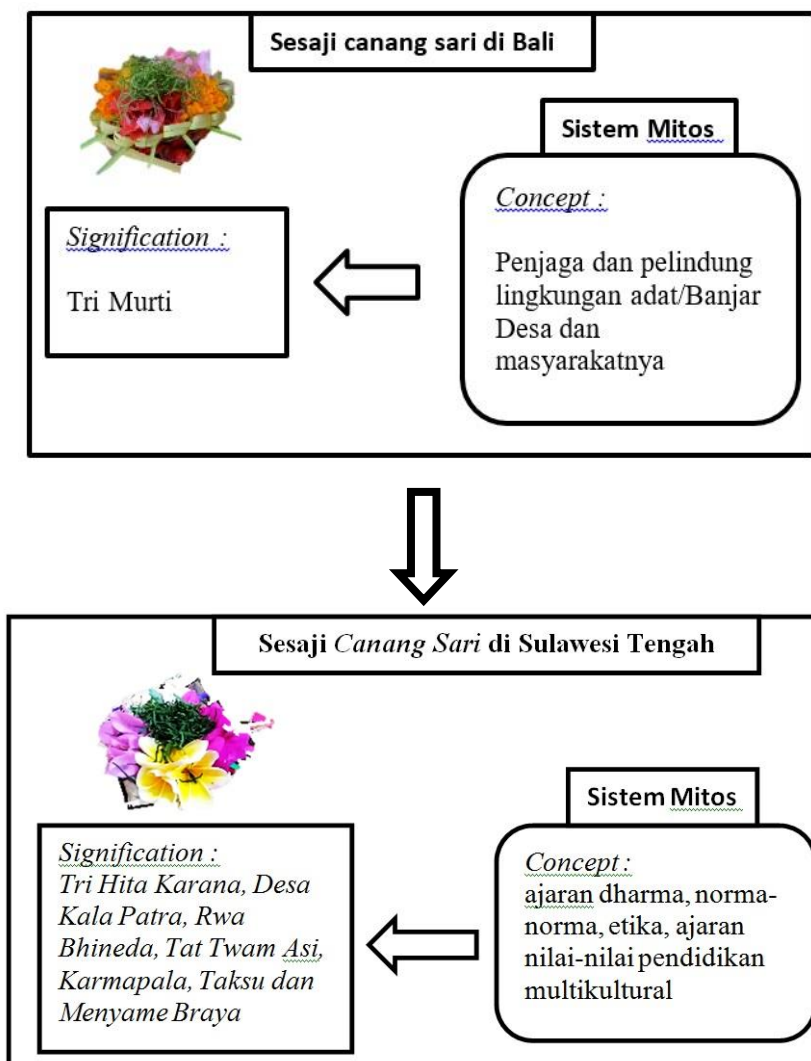 Sesaji canang sari di Bali
Sistem Mitos
Signification :
Tri Murti
Concept :
Penjaga dan pelindung
lingkungan adat/Banjar
Desa dan
masyarakatnya
Sesaji Canang Sari di Sulawesi Tengah
Sistem Mitos
Signification :
Tri Hita Karana, Desa
Kala Patra, Rwa
Bhineda, Tat Twam Asi,
Karmapala, Taksu dan
Menyame Braya
Concept :
ajaran dharma, norma-
norma, etika, ajaran
nilai-nilai pendidikan
multikultural